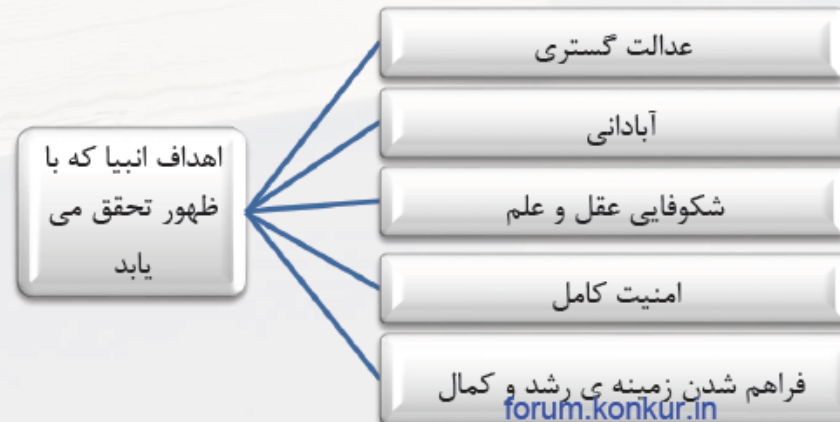 عدالت گستری
آبادانی
اهداف انبیا که با
ظهور تحقق می
یابد
شکوفایی عقل و علم
امنیت کامل
فراهم شدن زمینه ی رشد و کمال
forum.konkur.in